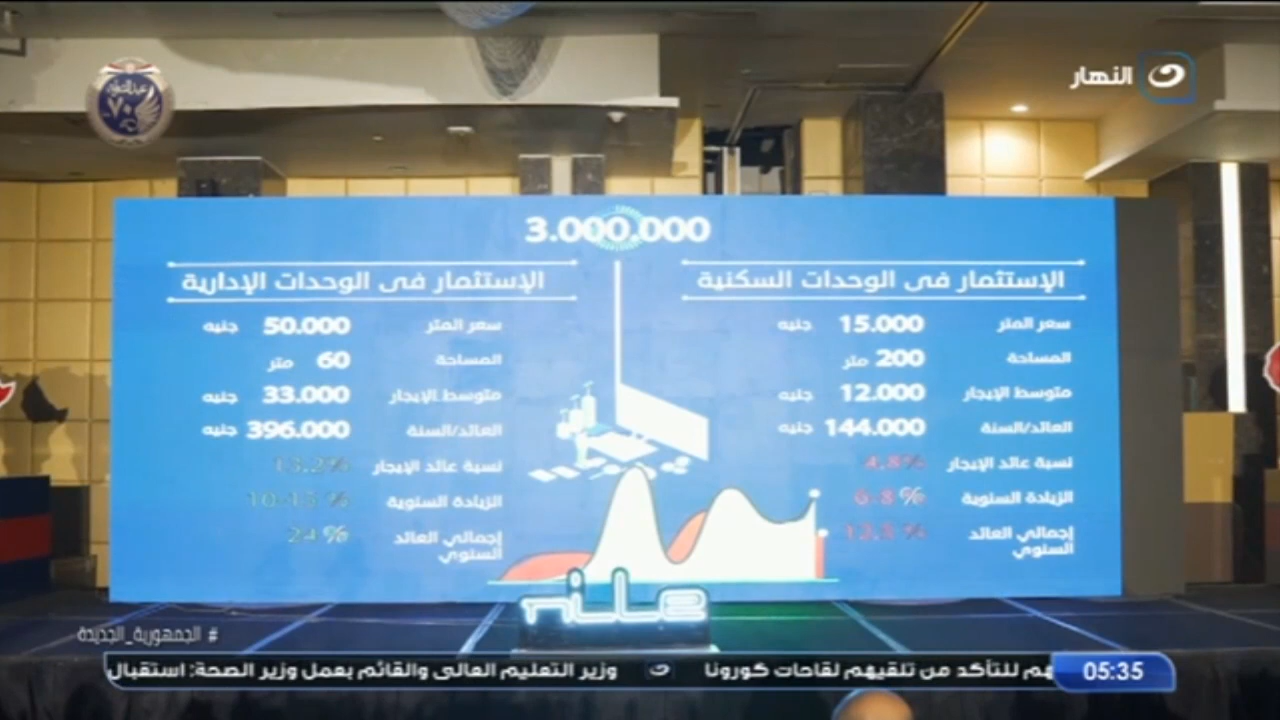 عيد الشرطة
٧٠
النهار
3.000.000
الإستثمار فى الوحدات السكنية
سعر المتر 15.000 جنيه
المساحة 200 متر
متوسط الإيجار 12.000 جنيه
العائد/السنة 144.000 جنيه
نسبة عائد الإيجار 4.8%
الزيادة السنوية 6-8 %
إجمالي العائد السنوي 12.8 %
الإستثمار فى الوحدات الإدارية
سعر المتر 50.000 جنيه
المساحة 60 متر
متوسط الإيجار 33.000 جنيه
العائد/السنة 396.000 جنيه
نسبة عائد الإيجار 13.2%
الزيادة السنوية 10-15 %
إجمالي العائد السنوي 24 %
# الجمهورية_الجديدة
05:35
هم للتأكد من تلقيهم لقاحات كورونا
وزير التعليم العالى والقائم بعمل وزير الصحة: استقبال